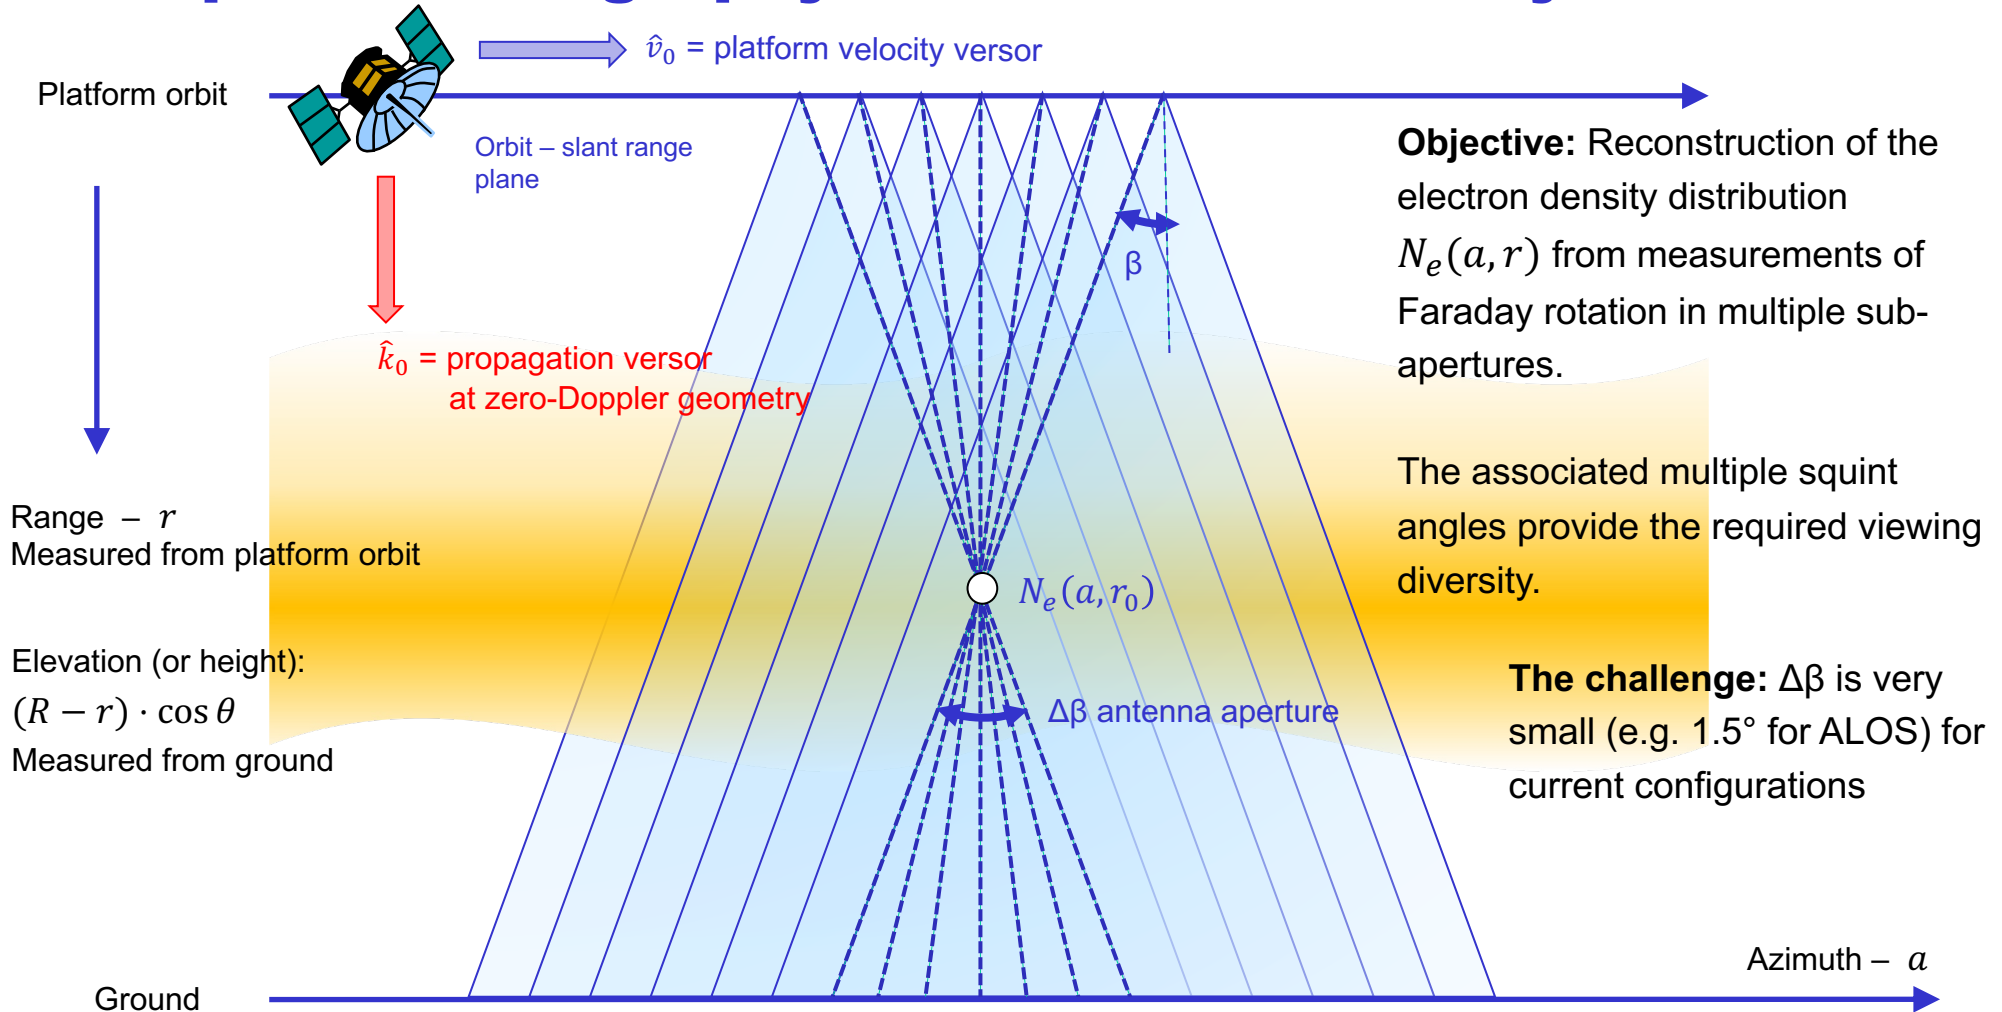 v̂₀ = platform velocity versor
Platform orbit
Orbit – slant range
plane
Objective: Reconstruction of the
electron density distribution
Nₑ(a, r) from measurements of
Faraday rotation in multiple sub-
apertures.
β
k̂₀ = propagation versor
at zero-Doppler geometry
The associated multiple squint
angles provide the required viewing
diversity.
Range – r
Measured from platform orbit
Nₑ(a, r₀)
Elevation (or height):
(R − r) · cos θ
Measured from ground
The challenge: Δβ is very
small (e.g. 1.5° for ALOS) for
current configurations
Δβ antenna aperture
Azimuth – a
Ground